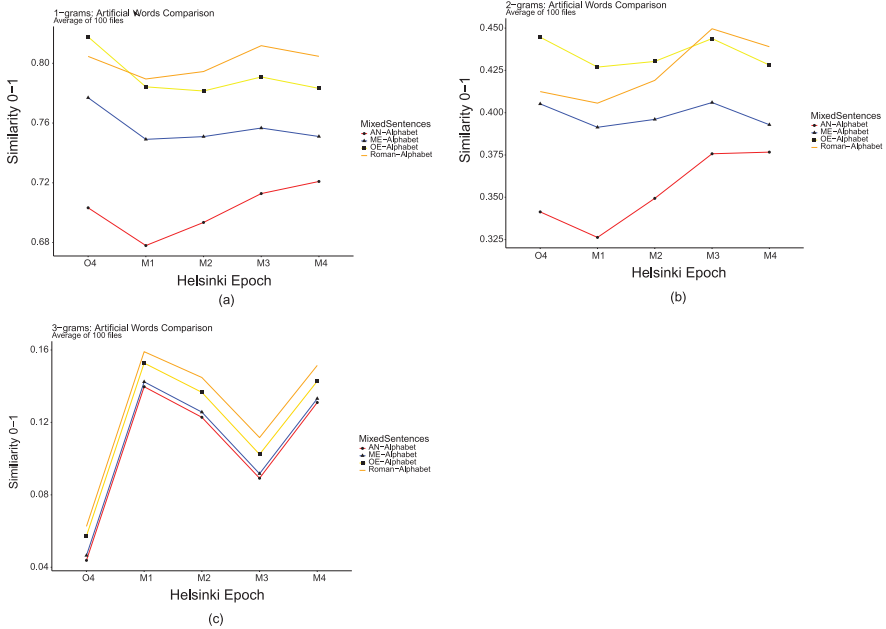 1-grams: Artificial Words Comparison
Average of 100 files
0.80
0.76
0.72
0.68
Similarity 0-1
O4 M1 M2 M3 M4
Helsinki Epoch
(a)
MixedSentences
AN-Alphabet
ME-Alphabet
OE-Alphabet
Roman-Alphabet
2-grams: Artificial Words Comparison
Average of 100 files
0.450
0.425
0.400
0.375
0.350
0.325
Similarity 0-1
O4 M1 M2 M3 M4
Helsinki Epoch
(b)
MixedSentences
AN-Alphabet
ME-Alphabet
OE-Alphabet
Roman-Alphabet
3-grams: Artificial Words Comparison
Average of 100 files
0.16
0.12
0.08
0.04
Similiarity 0-1
O4 M1 M2 M3 M4
Helsinki Epoch
(c)
MixedSentences
AN-Alphabet
ME-Alphabet
OE-Alphabet
Roman-Alphabet